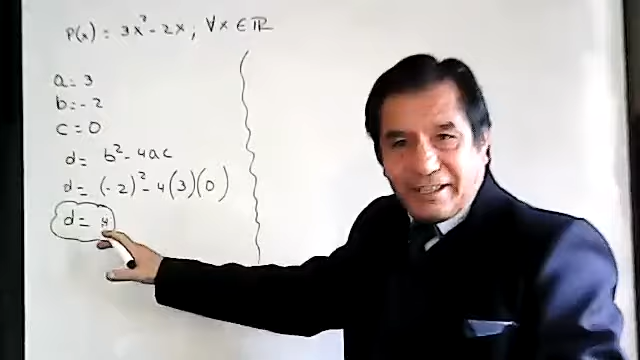 P(x) = 3x² - 2x ; ∀x ∈ ℝ
a = 3
b = -2
c = 0
d = b² - 4ac
d = (-2)² - 4(3)(0)
d = 4